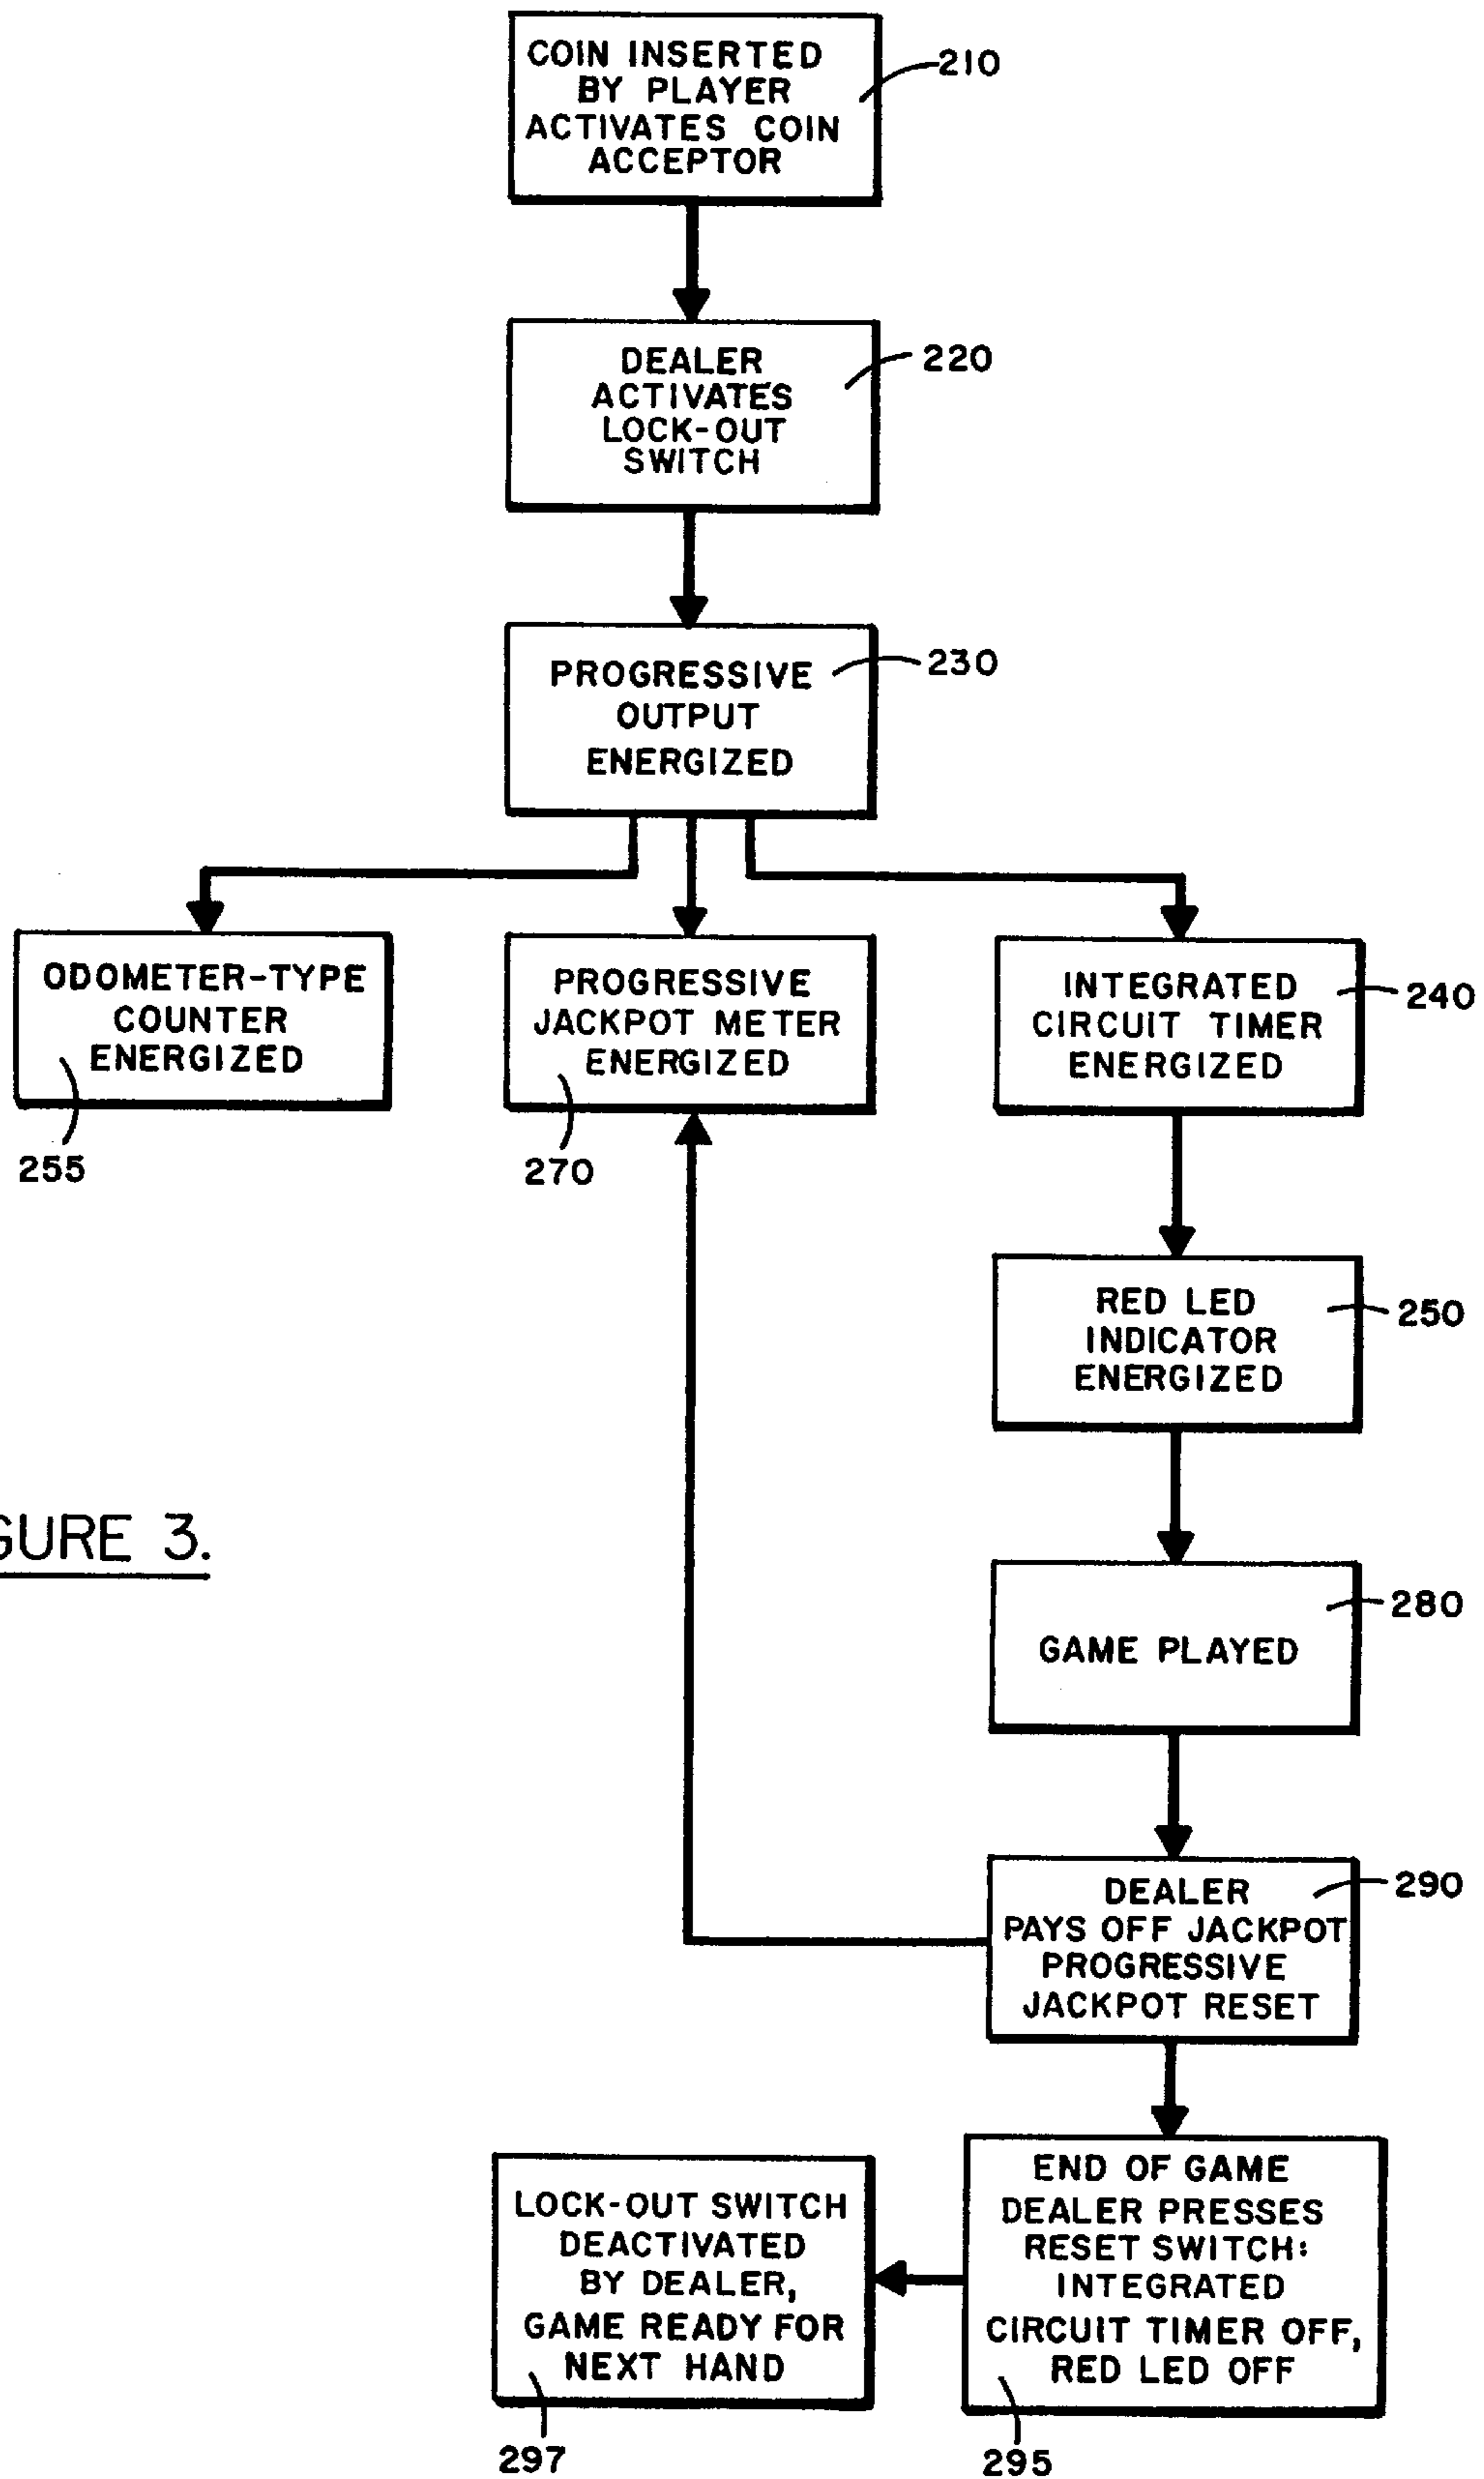 COIN INSERTED
BY PLAYER
ACTIVATES COIN
ACCEPTOR
210
DEALER
ACTIVATES
LOCK-OUT
SWITCH
220
PROGRESSIVE
OUTPUT
ENERGIZED
230
ODOMETER-TYPE
COUNTER
ENERGIZED
255
PROGRESSIVE
JACKPOT METER
ENERGIZED
270
INTEGRATED
CIRCUIT TIMER
ENERGIZED
240
RED LED
INDICATOR
ENERGIZED
250
GURE 3.
GAME PLAYED
280
DEALER
PAYS OFF JACKPOT
PROGRESSIVE
JACKPOT RESET
290
END OF GAME
DEALER PRESSES
RESET SWITCH:
INTEGRATED
CIRCUIT TIMER OFF,
RED LED OFF
295
LOCK-OUT SWITCH
DEACTIVATED
BY DEALER,
GAME READY FOR
NEXT HAND
297